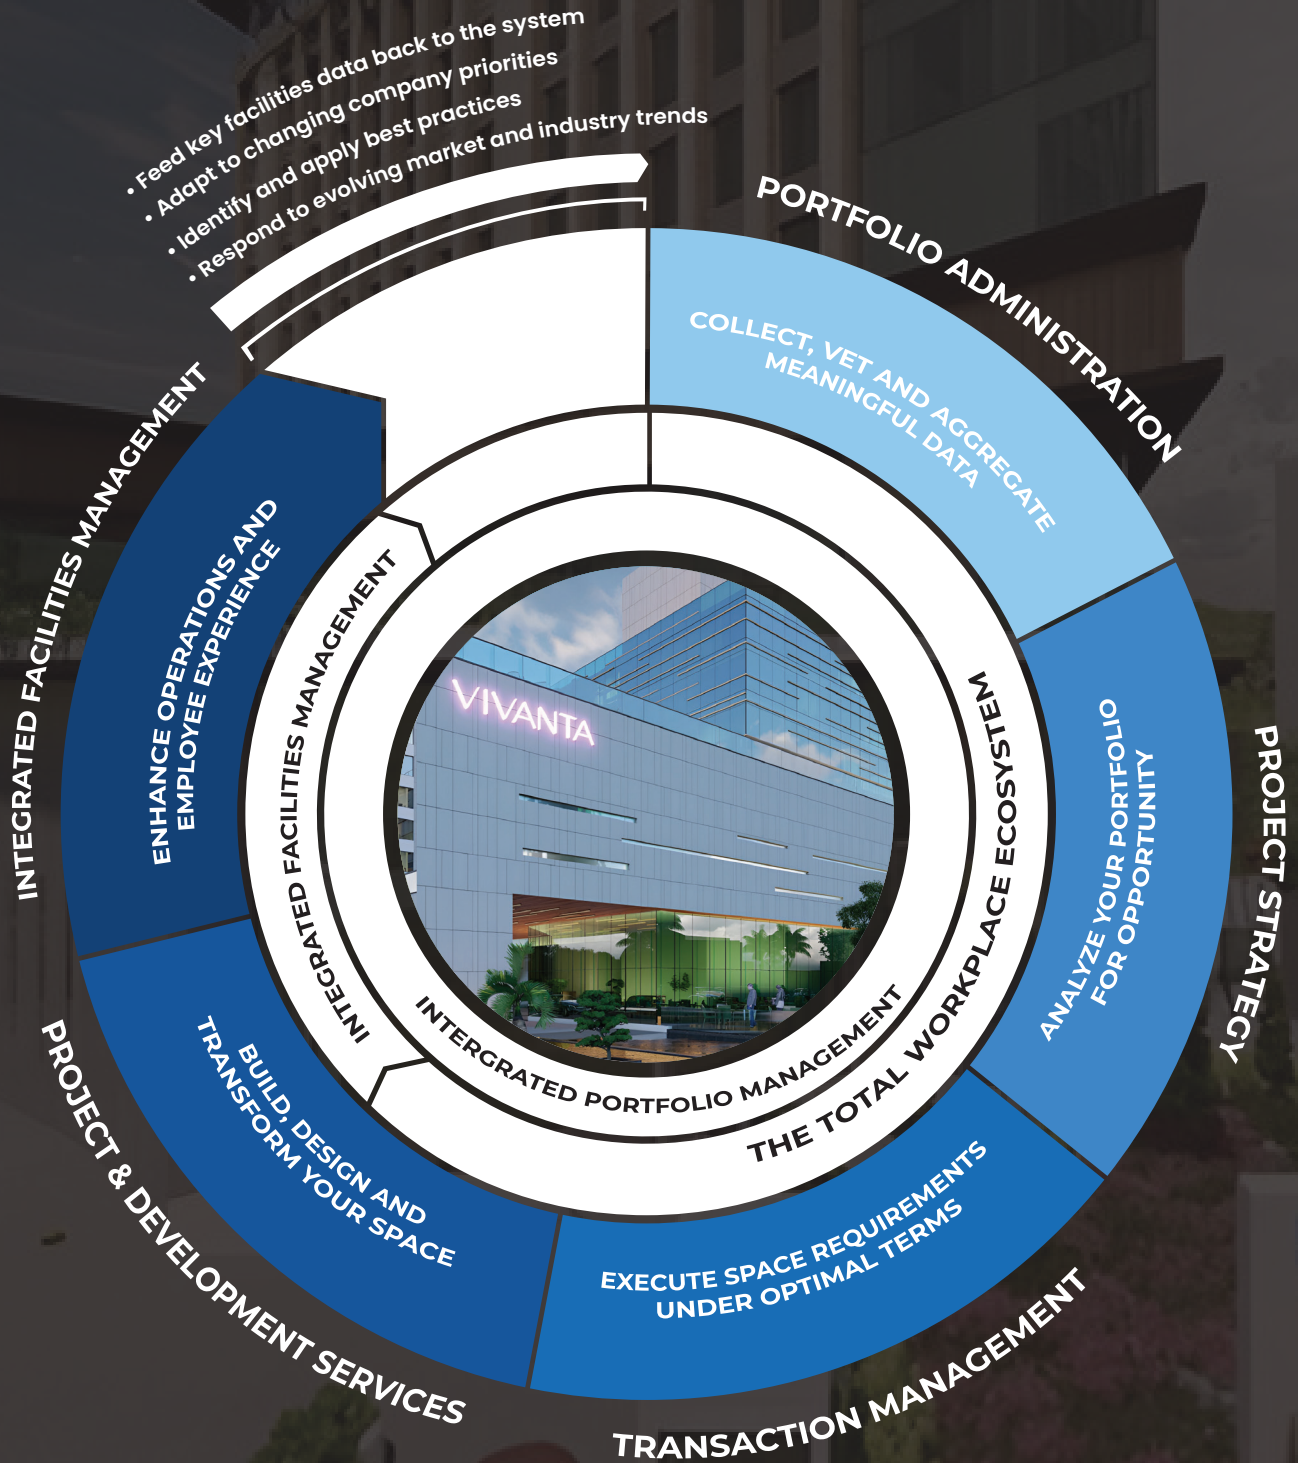 • Feed key facilities data back to the system
• Adapt to changing company priorities
• Identify and apply best practices
• Respond to evolving market and industry trends
PORTFOLIO ADMINISTRATION
COLLECT, VET AND AGGREGATE
MEANINGFUL DATA
PROJECT STRATEGY
ANALYZE YOUR PORTFOLIO
FOR OPPORTUNITY
TRANSACTION MANAGEMENT
EXECUTE SPACE REQUIREMENTS
UNDER OPTIMAL TERMS
PROJECT & DEVELOPMENT SERVICES
BUILD, DESIGN AND
TRANSFORM YOUR SPACE
INTEGRATED FACILITIES MANAGEMENT
ENHANCE OPERATIONS AND
EMPLOYEE EXPERIENCE
INTEGRATED FACILITIES MANAGEMENT
THE TOTAL WORKPLACE ECOSYSTEM
INTERGRATED PORTFOLIO MANAGEMENT
VIVANTA